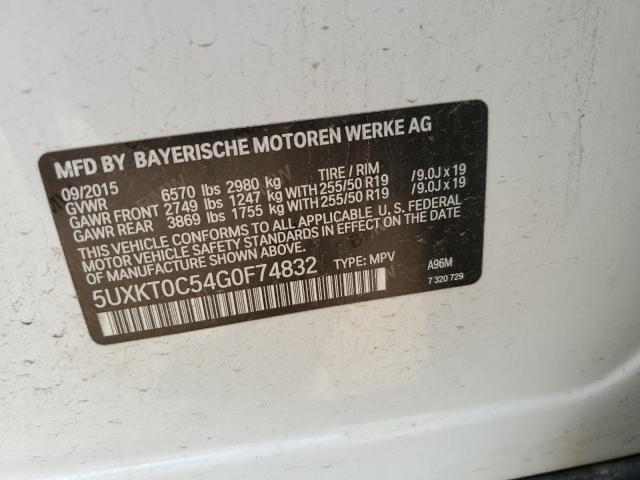 MFD BY BAYERISCHE MOTOREN WERKE AG
09/2015 TIRE / RIM
GVWR 6570 lbs 2980 kg
GAWR FRONT 2749 lbs 1247 kg WITH 255/50 R19 /9.0J x 19
GAWR REAR 3869 lbs 1755 kg WITH 255/50 R19 /9.0J x 19
THIS VEHICLE CONFORMS TO ALL APPLICABLE U.S. FEDERAL
MOTOR VEHICLE SAFETY STANDARDS IN EFFECT ON THE DATE
OF MANUFACTURE SHOWN ABOVE.
5UXKT0C54G0F74832 TYPE: MPV A96M
7 320 729